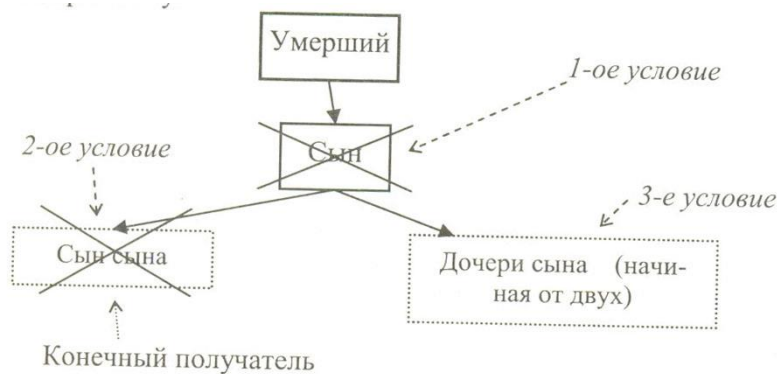 Умерший
1-ое условие
Сын
2-ое условие
3-е условие
Сын сына
Дочери сына (начи-
ная от двух)
Конечный получатель